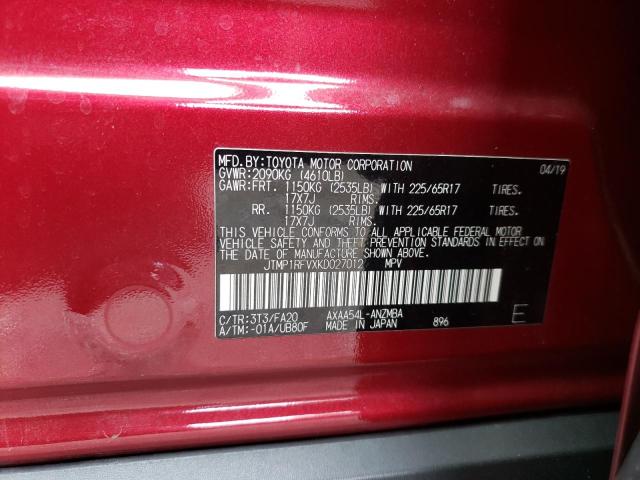 MFD.BY:TOYOTA MOTOR CORPORATION 04/19
GVWR:2090KG (4610LB)
GAWR:FRT. 1150KG (2535LB) WITH 225/65R17 TIRES.
17X7J RIMS.
RR. 1150KG (2535LB) WITH 225/65R17 TIRES.
17X7J RIMS.
THIS VEHICLE CONFORMS TO ALL APPLICABLE FEDERAL MOTOR
VEHICLE SAFETY AND THEFT PREVENTION STANDARDS IN EFFECT ON
THE DATE OF MANUFACTURE SHOWN ABOVE.
JTMP1RFVXKD027012 MPV
C/TR:3T3/FA20 AXAA54L-ANZMBA
A/TM:-01A/UB80F MADE IN JAPAN 896 E